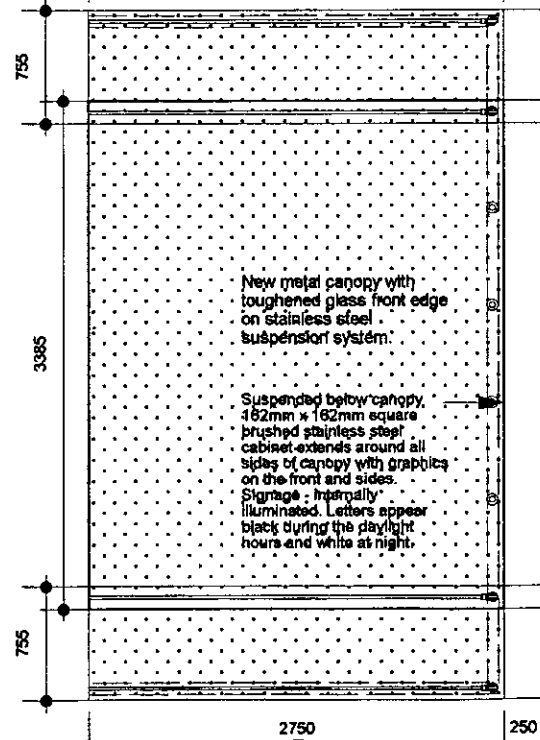 755
New metal canopy with
toughened glass front edge
on stainless steel
suspension system.
3385
Suspended below canopy
162mm x 162mm square
brushed stainless steel
cabinet extends around all
sides of canopy with graphics
on the front and sides.
Signage - internally
illuminated. Letters appear
black during the daylight
hours and white at night.
755
2750
250